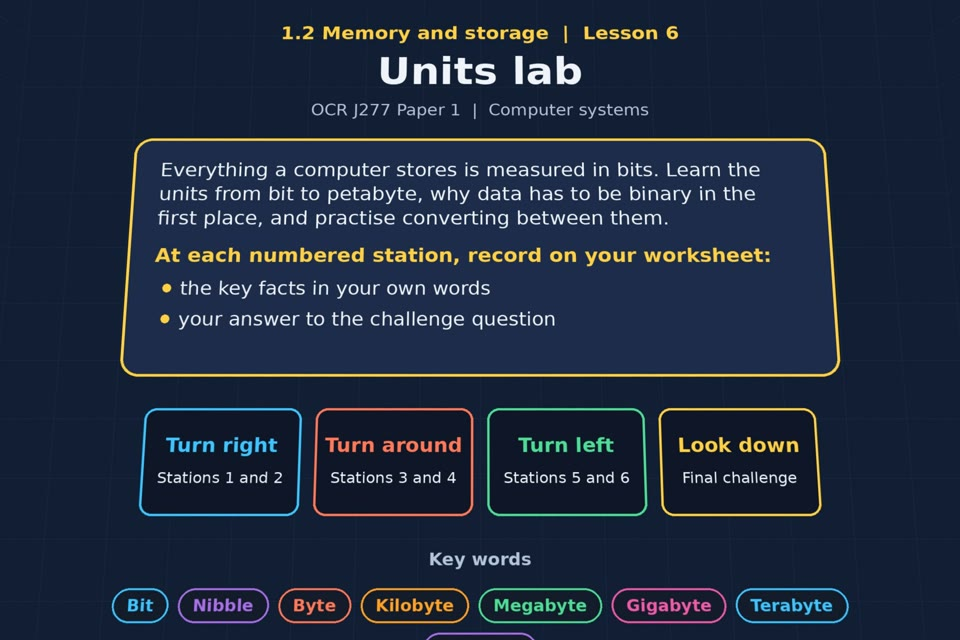 1.2 Memory and storage | Lesson 6
Units lab
OCR J277 Paper 1 | Computer systems
Everything a computer stores is measured in bits. Learn the
units from bit to petabyte, why data has to be binary in the
first place, and practise converting between them.
At each numbered station, record on your worksheet:
• the key facts in your own words
• your answer to the challenge question
Turn right
Stations 1 and 2
Turn around
Stations 3 and 4
Turn left
Stations 5 and 6
Look down
Final challenge
Key words
Bit
Nibble
Byte
Kilobyte
Megabyte
Gigabyte
Terabyte